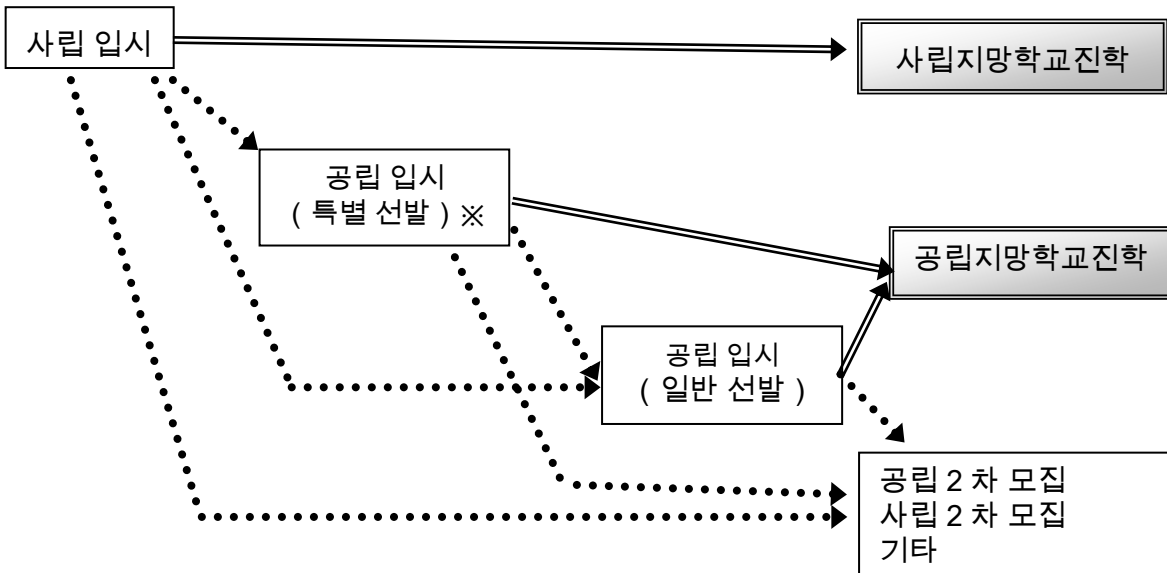 사립 입시
사립지망학교진학
공립 입시
( 특별 선발 ) ※
공립지망학교진학
공립 입시
( 일반 선발 )
공립 2 차 모집
사립 2 차 모집
기타